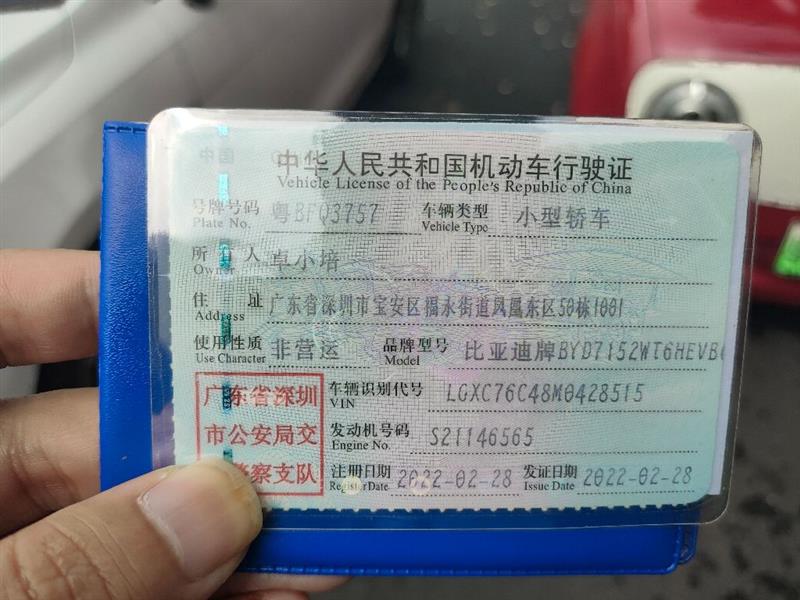 中华人民共和国机动车行驶证
Vehicle License of the People's Republic of China
号牌号码 粤BFQ3757 车辆类型 小型轿车
Plate No. Vehicle Type
所有人 卓小培
Owner
住址 广东省深圳市宝安区福永街道凤凰东区50栋1001
Address
使用性质 非营运 品牌型号 比亚迪牌BYD7152WT6HEVB
Use Character Model
广东省深圳
市公安局交
警察支队
车辆识别代号 LGXC76C48M0428515
VIN
发动机号码 S21146565
Engine No.
注册日期 2022-02-28 发证日期 2022-02-28
Register Date Issue Date